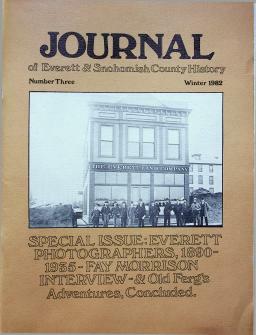 JOURNAL
of Everett & Snohomish County History
Number Three Winter 1982
THE EVERETT LAND COMPANY
SPECIAL ISSUE: EVERETT
PHOTOGRAPHERS, 1890-
1935 - FAY MORRISON
INTERVIEW - & Old Ferg's
Adventures, Concluded.